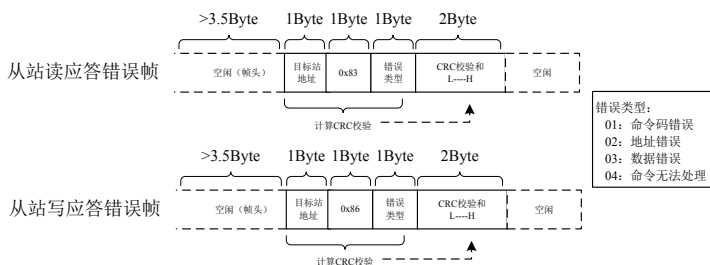 >3.5Byte 1Byte 1Byte 1Byte 2Byte
从站读应答错误帧
空闲（帧头）
目标站
地址
0x83
错误
类型
CRC校验和
L----H
空闲
计算CRC校验
错误类型:
01：命令码错误
02：地址错误
03：数据错误
04：命令无法处理
>3.5Byte 1Byte 1Byte 1Byte 2Byte
从站写应答错误帧
空闲（帧头）
目标站
地址
0x86
错误
类型
CRC校验和
L----H
空闲
计算CRC校验